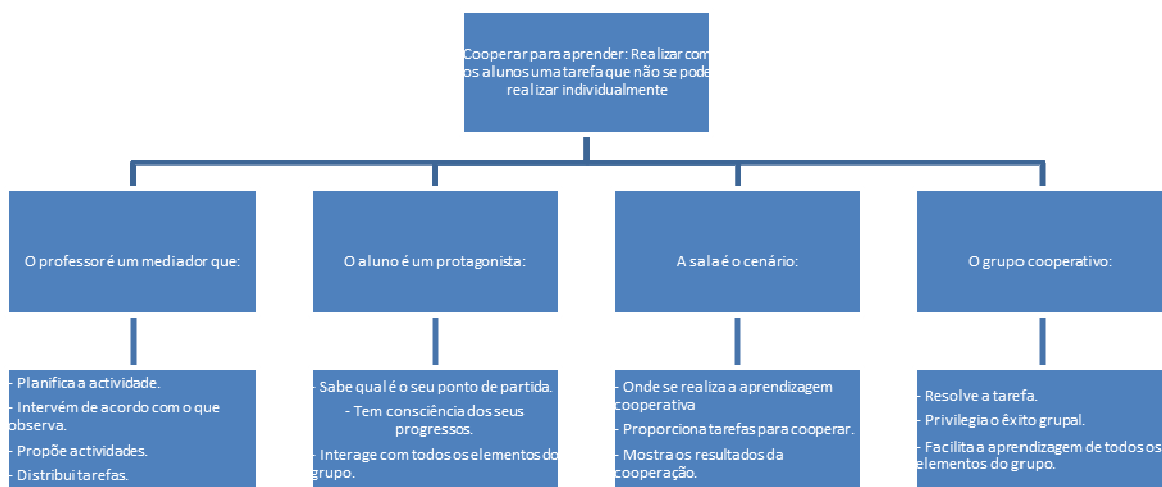 Cooperar para aprender: Realizar com
os alunos uma tarefa que não se pode
realizar individualmente
O professor é um mediador que:
O aluno é um protagonista:
A sala é o cenário:
O grupo cooperativo:
- Planifica a actividade.
- Intervém de acordo com o que
observa.
- Propõe actividades.
- Distribui tarefas.
- Sabe qual é o seu ponto de partida.
- Tem consciência dos seus
progressos.
- Interage com todos os elementos do
grupo.
- Onde se realiza a aprendizagem
cooperativa
- Proporciona tarefas para cooperar.
- Mostra os resultados da
cooperação.
- Resolve a tarefa.
- Privilegia o êxito grupal.
- Facilita a aprendizagem de todos os
elementos do grupo.